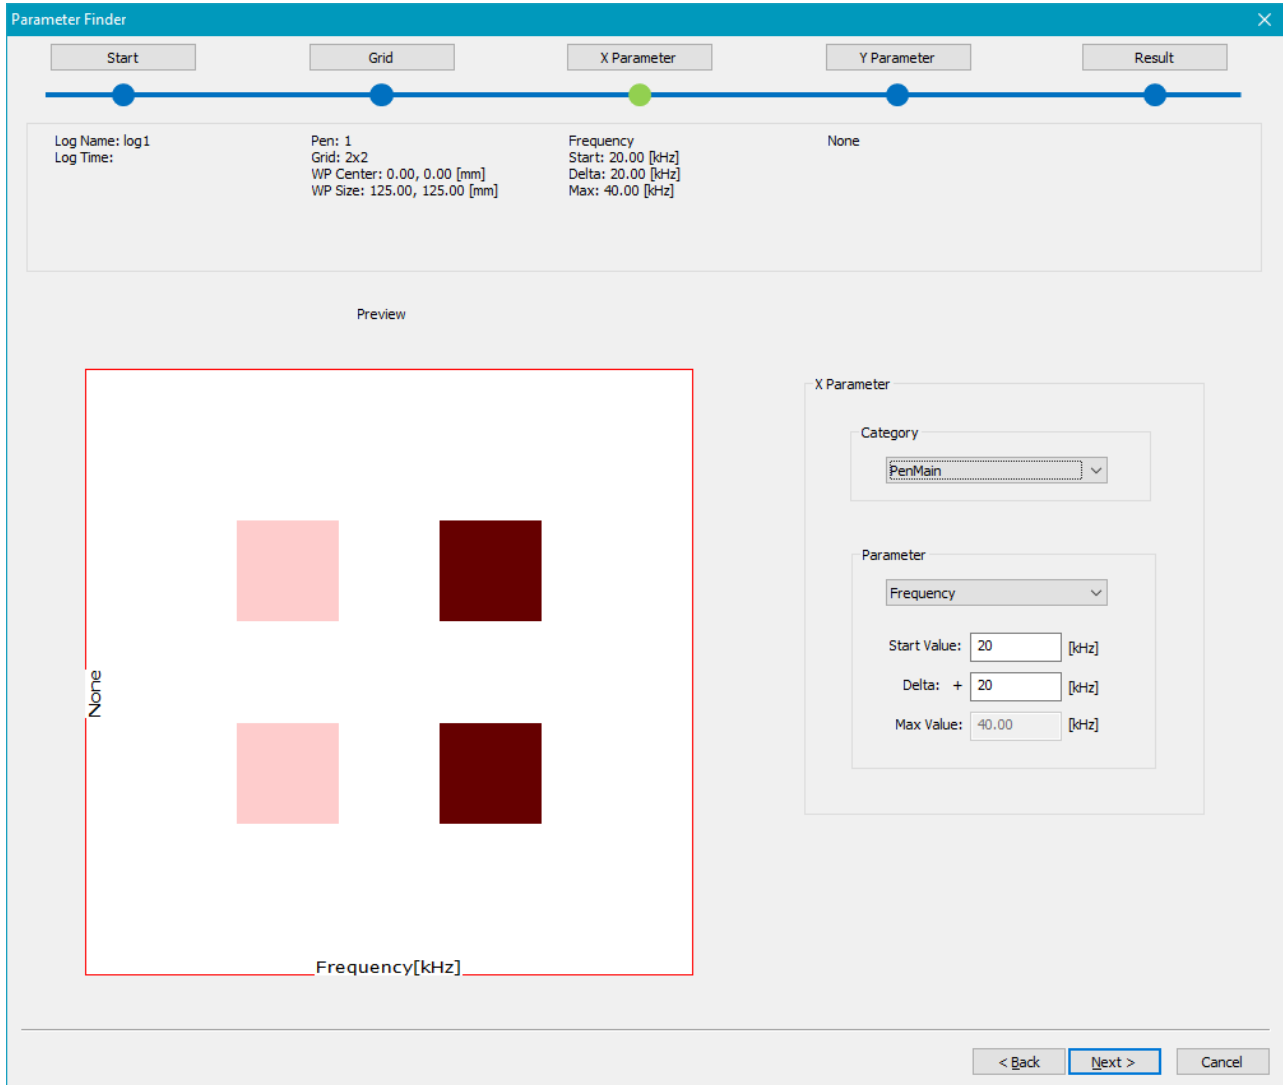 Parameter Finder
Start
Grid
X Parameter
Y Parameter
Result
Log Name: log1
Log Time:
Pen: 1
Grid: 2x2
WP Center: 0.00, 0.00 [mm]
WP Size: 125.00, 125.00 [mm]
Frequency
Start: 20.00 [kHz]
Delta: 20.00 [kHz]
Max: 40.00 [kHz]
None
Preview
None
Frequency[kHz]
X Parameter
Category
PenMain
Parameter
Frequency
Start Value: 20 [kHz]
Delta: + 20 [kHz]
Max Value: 40.00 [kHz]
< Back
Next >
Cancel